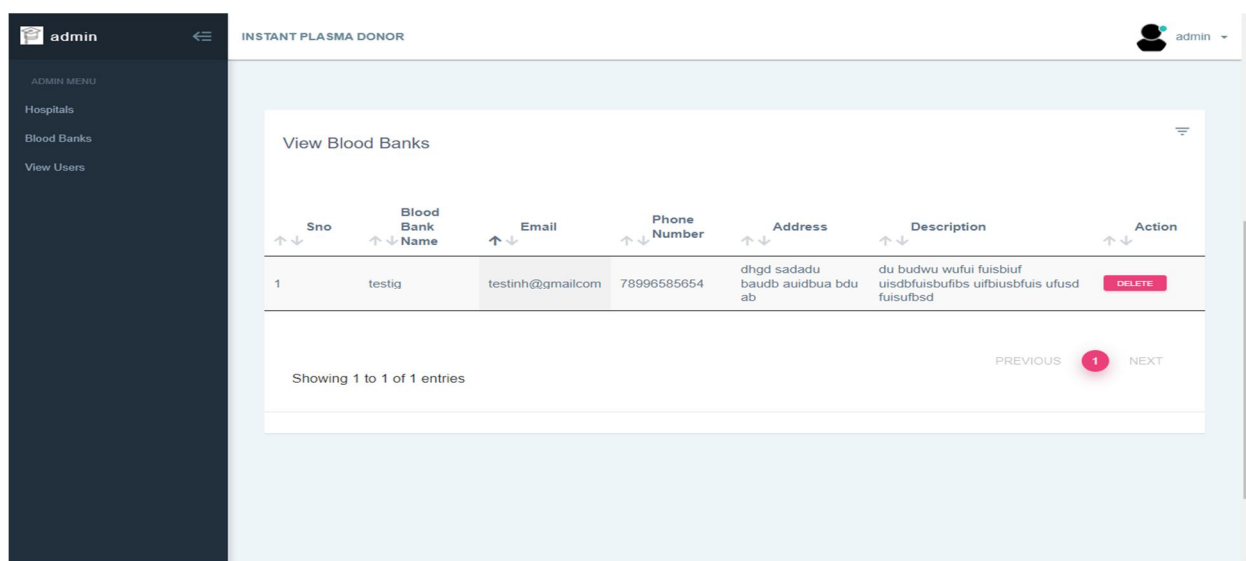 admin
INSTANT PLASMA DONOR
admin
ADMIN MENU
Hospitals
Blood Banks
View Users
View Blood Banks
Sno
Blood
Bank
Name
Email
Phone
Number
Address
Description
Action
1
testig
testinh@gmailcom
78996585654
dhgd sadadu
baudb auidbua bdu
ab
du budwu wufui fuisbiuf
uisdbfuisbufibs uifbiusbfuis ufusd
fuisufbsd
DELETE
PREVIOUS 1 NEXT
Showing 1 to 1 of 1 entries